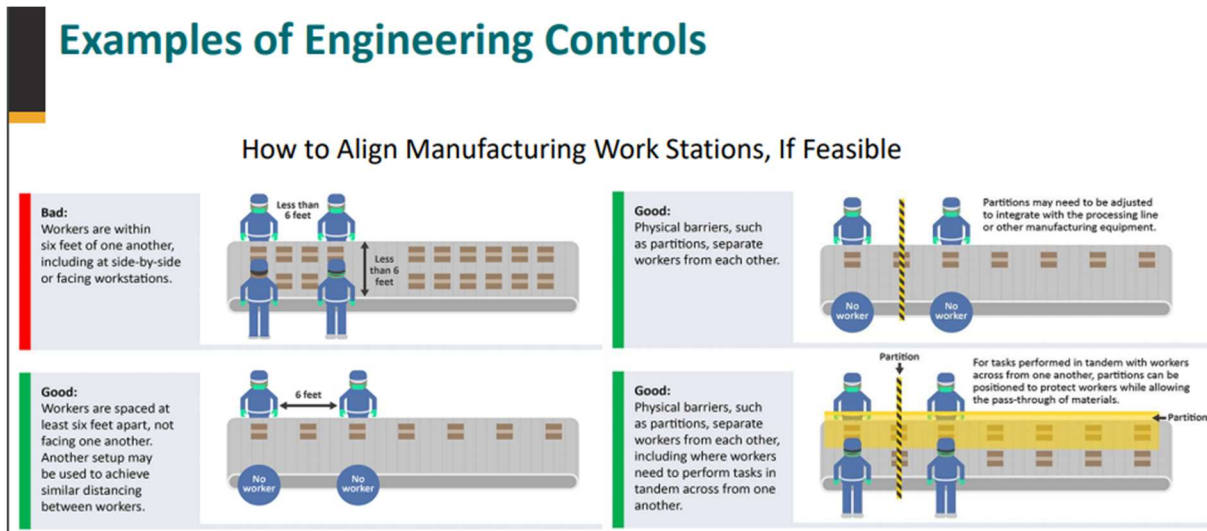 Examples of Engineering Controls
How to Align Manufacturing Work Stations, If Feasible
Bad:
Workers are within
six feet of one another,
including at side-by-side
or facing workstations.
Less than
6 feet
Less
than 6
feet
Good:
Physical barriers, such
as partitions, separate
workers from each other.
Partitions may need to be adjusted
to integrate with the processing line
or other manufacturing equipment.
No
worker
No
worker
Good:
Workers are spaced at
least six feet apart, not
facing one another.
Another setup may
be used to achieve
similar distancing
between workers.
6 feet
No
worker
No
worker
Good:
Physical barriers, such
as partitions, separate
workers from each other,
including where workers
need to perform tasks in
tandem across from one
another.
Partition
For tasks performed in tandem with workers
across from one another, partitions can be
positioned to protect workers while allowing
the pass-through of materials.
Partition